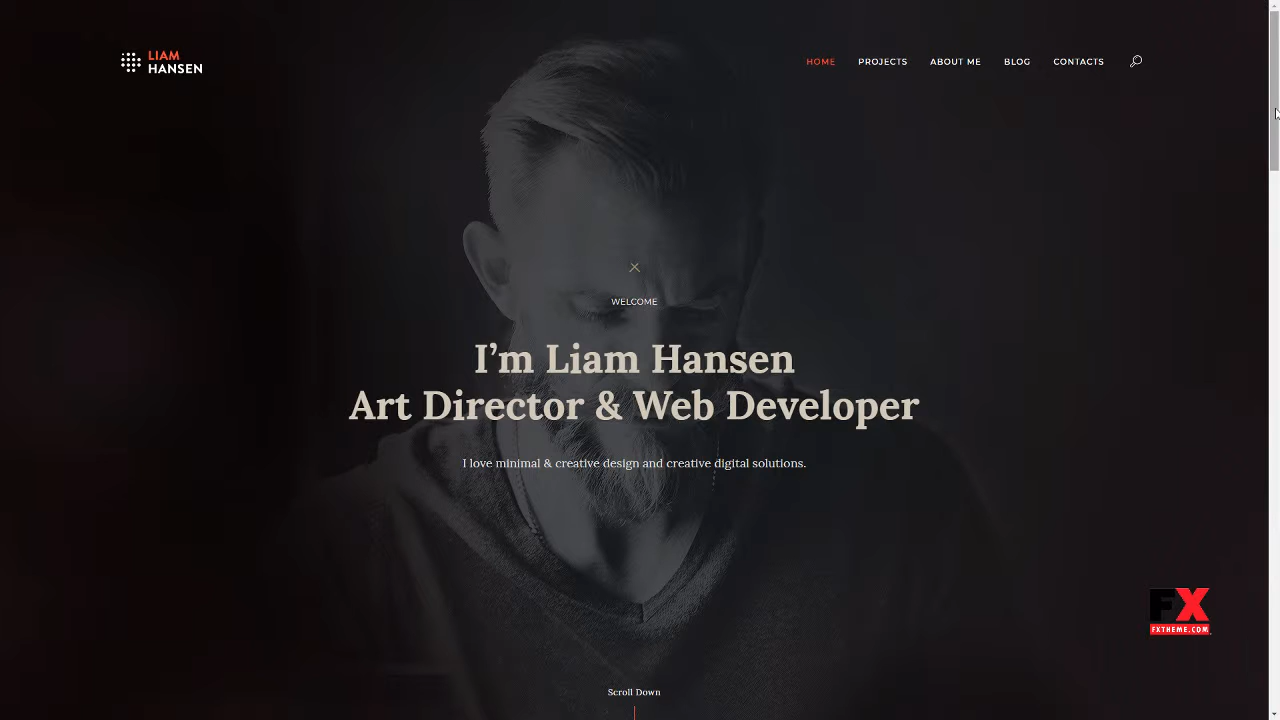 LIAM
HANSEN
HOME PROJECTS ABOUT ME BLOG CONTACTS
WELCOME
I’m Liam Hansen
Art Director & Web Developer
I love minimal & creative design and creative digital solutions.
FX
FXTHEME.COM
Scroll Down